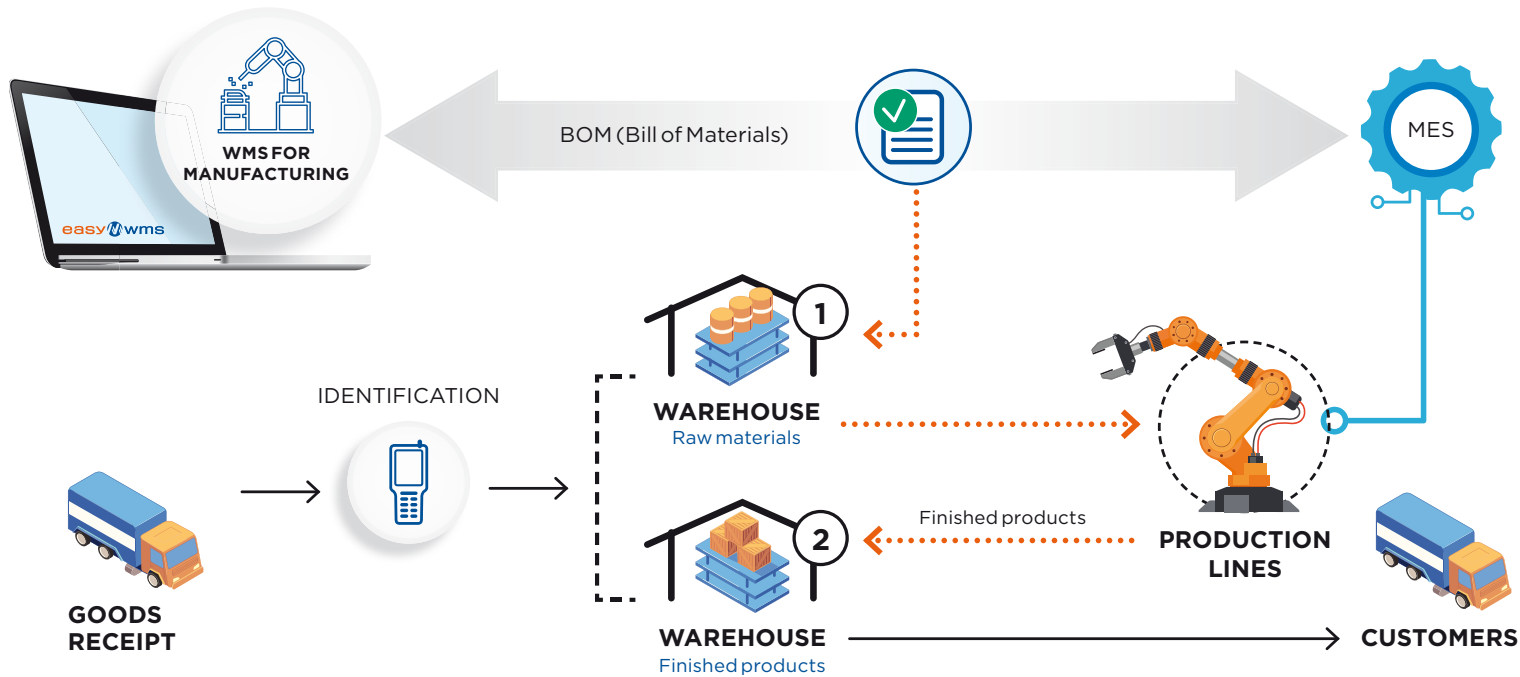 WMS FOR
MANUFACTURING
easy wms
BOM (Bill of Materials)
MES
1
IDENTIFICATION
WAREHOUSE
Raw materials
2
Finished products
PRODUCTION
LINES
GOODS
RECEIPT
WAREHOUSE
Finished products
CUSTOMERS